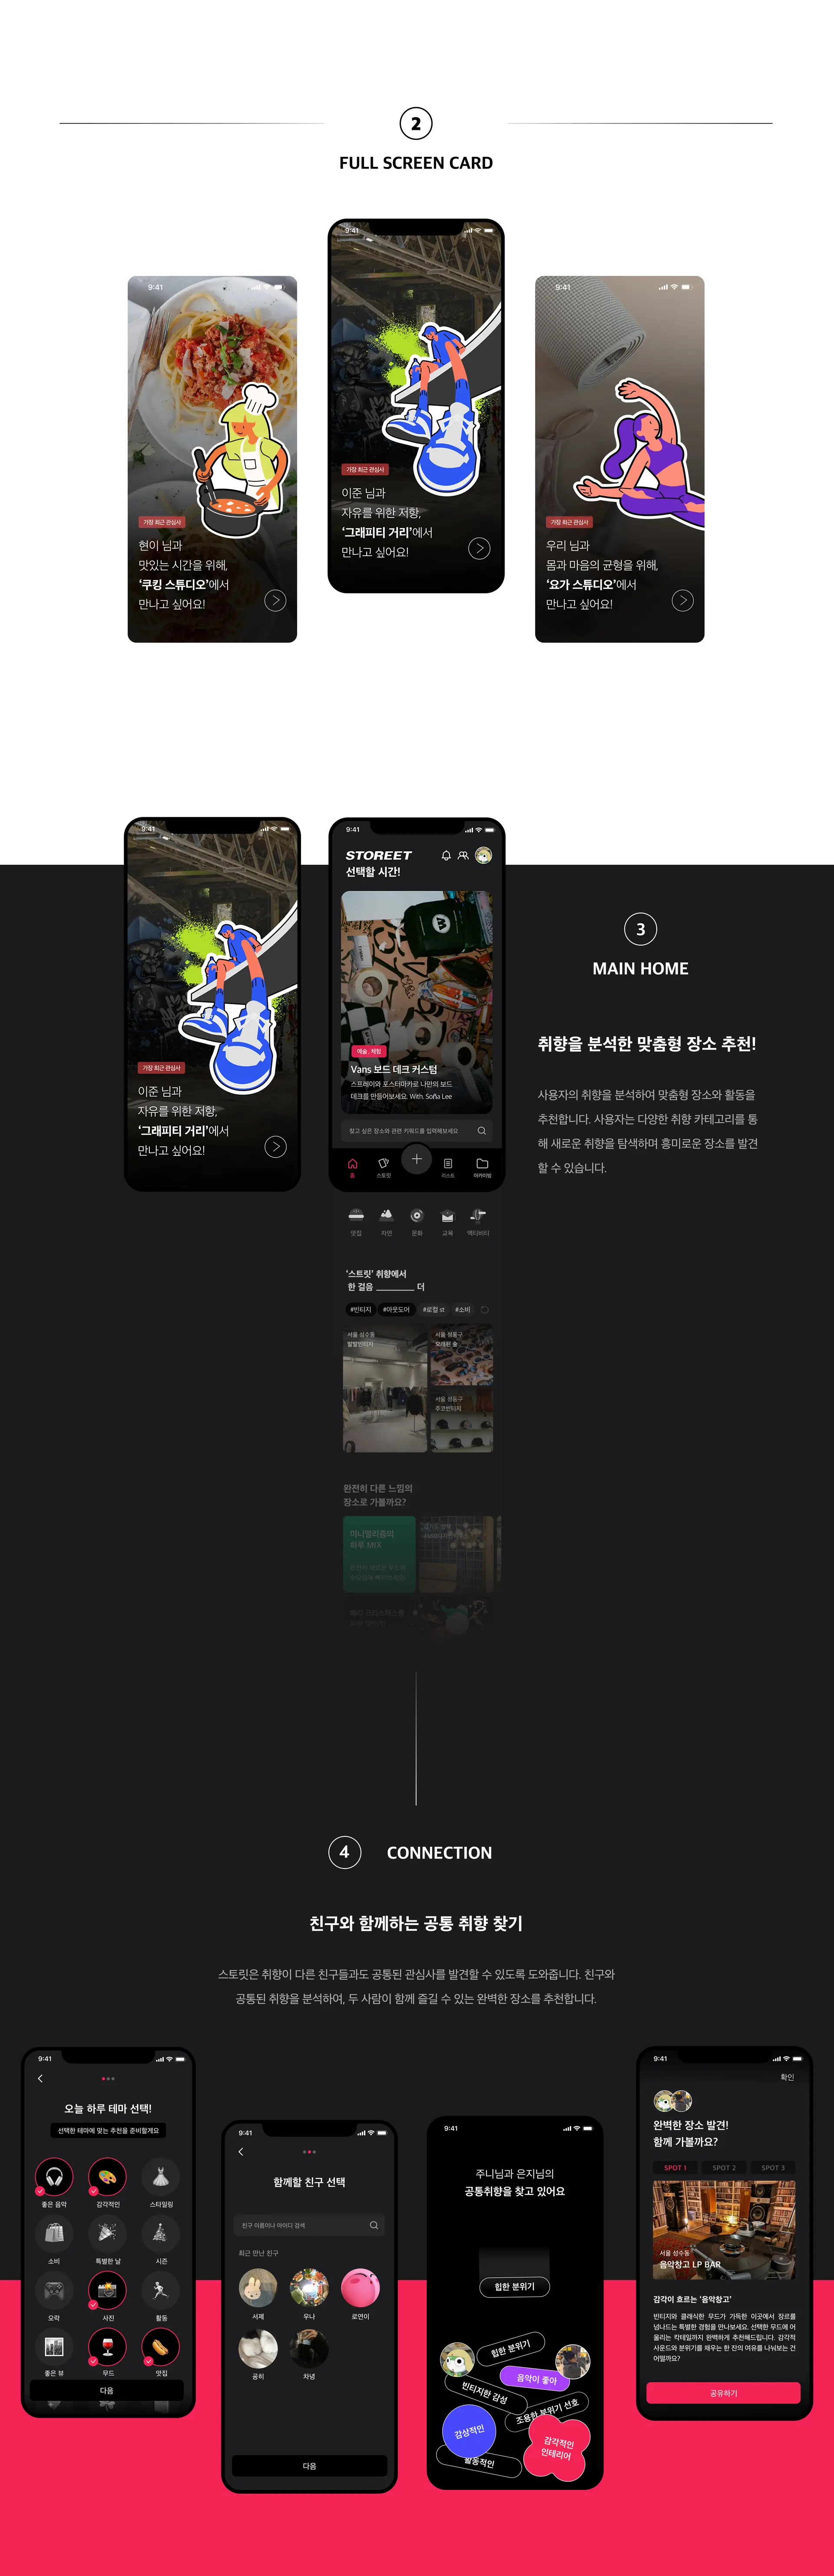 2
FULL SCREEN CARD
9:41
가장 최근 관심사
현이 님과
맛있는 시간을 위해,
‘쿠킹 스튜디오’에서
만나고 싶어요!
9:41
가장 최근 관심사
이준 님과
자유를 위한 저항,
‘그래피티 거리’에서
만나고 싶어요!
9:41
가장 최근 관심사
우리 님과
몸과 마음의 균형을 위해,
‘요가 스튜디오’에서
만나고 싶어요!
9:41
가장 최근 관심사
이준 님과
자유를 위한 저항,
‘그래피티 거리’에서
만나고 싶어요!
9:41
STOREET
선택할 시간!
예술, 체험
Vans 보드 데크 커스텀
스프레이와 포스터마카로 나만의 보드
데크를 만들어보세요. With. Sofia Lee
찾고 싶은 장소와 관련 키워드를 입력해보세요
홈
스토릿
리스트
아카이빙
맛집
자연
문화
교육
액티비티
‘스트릿’ 취향에서
한 걸음 ________ 더
#빈티지
#아웃도어
#로컬 st
#소비
서울 성수동
서울 성동구
서울 성동구
완전히 다른 느낌의
장소로 가볼까요?
미니멀리즘의
하루 MIX
3
MAIN HOME
취향을 분석한 맞춤형 장소 추천!
사용자의 취향을 분석하여 맞춤형 장소와 활동을
추천합니다. 사용자는 다양한 취향 카테고리를 통
해 새로운 취향을 탐색하며 흥미로운 장소를 발견
할 수 있습니다.
4
CONNECTION
친구와 함께하는 공통 취향 찾기
스토릿은 취향이 다른 친구들과도 공통된 관심사를 발견할 수 있도록 도와줍니다. 친구와
공통된 취향을 분석하여, 두 사람이 함께 즐길 수 있는 완벽한 장소를 추천합니다.
9:41
오늘 하루 테마 선택!
선택한 테마에 맞는 추천을 준비할게요
좋은 음악
감각적인
스타일링
소비
특별한 날
시즌
오락
사진
활동
좋은 뷰
무드
맛집
다음
9:41
함께할 친구 선택
친구 이름이나 아이디 검색
최근 만난 친구
서제
우나
로연이
공히
차녕
다음
9:41
주니님과 은지님의
공통취향을 찾고 있어요
힙한 분위기
힙한 분위기
음악이 좋아
빈티지한 감성
조용한 분위기 선호
감상적인
감각적인
인테리어
활동적인
9:41
확인
완벽한 장소 발견!
함께 가볼까요?
SPOT 1
SPOT 2
SPOT 3
서울 성수동
음악창고 LP BAR
감각이 흐르는 ‘음악창고’
빈티지와 클래식한 무드가 가득한 이곳에서 장르를
넘나드는 특별한 경험을 만나보세요. 선택한 무드에 어
울리는 칵테일까지 완벽하게 추천해드립니다. 감각적
사운드와 분위기를 채우는 한 잔의 여유를 나눠보는 건
어떨까요?
공유하기